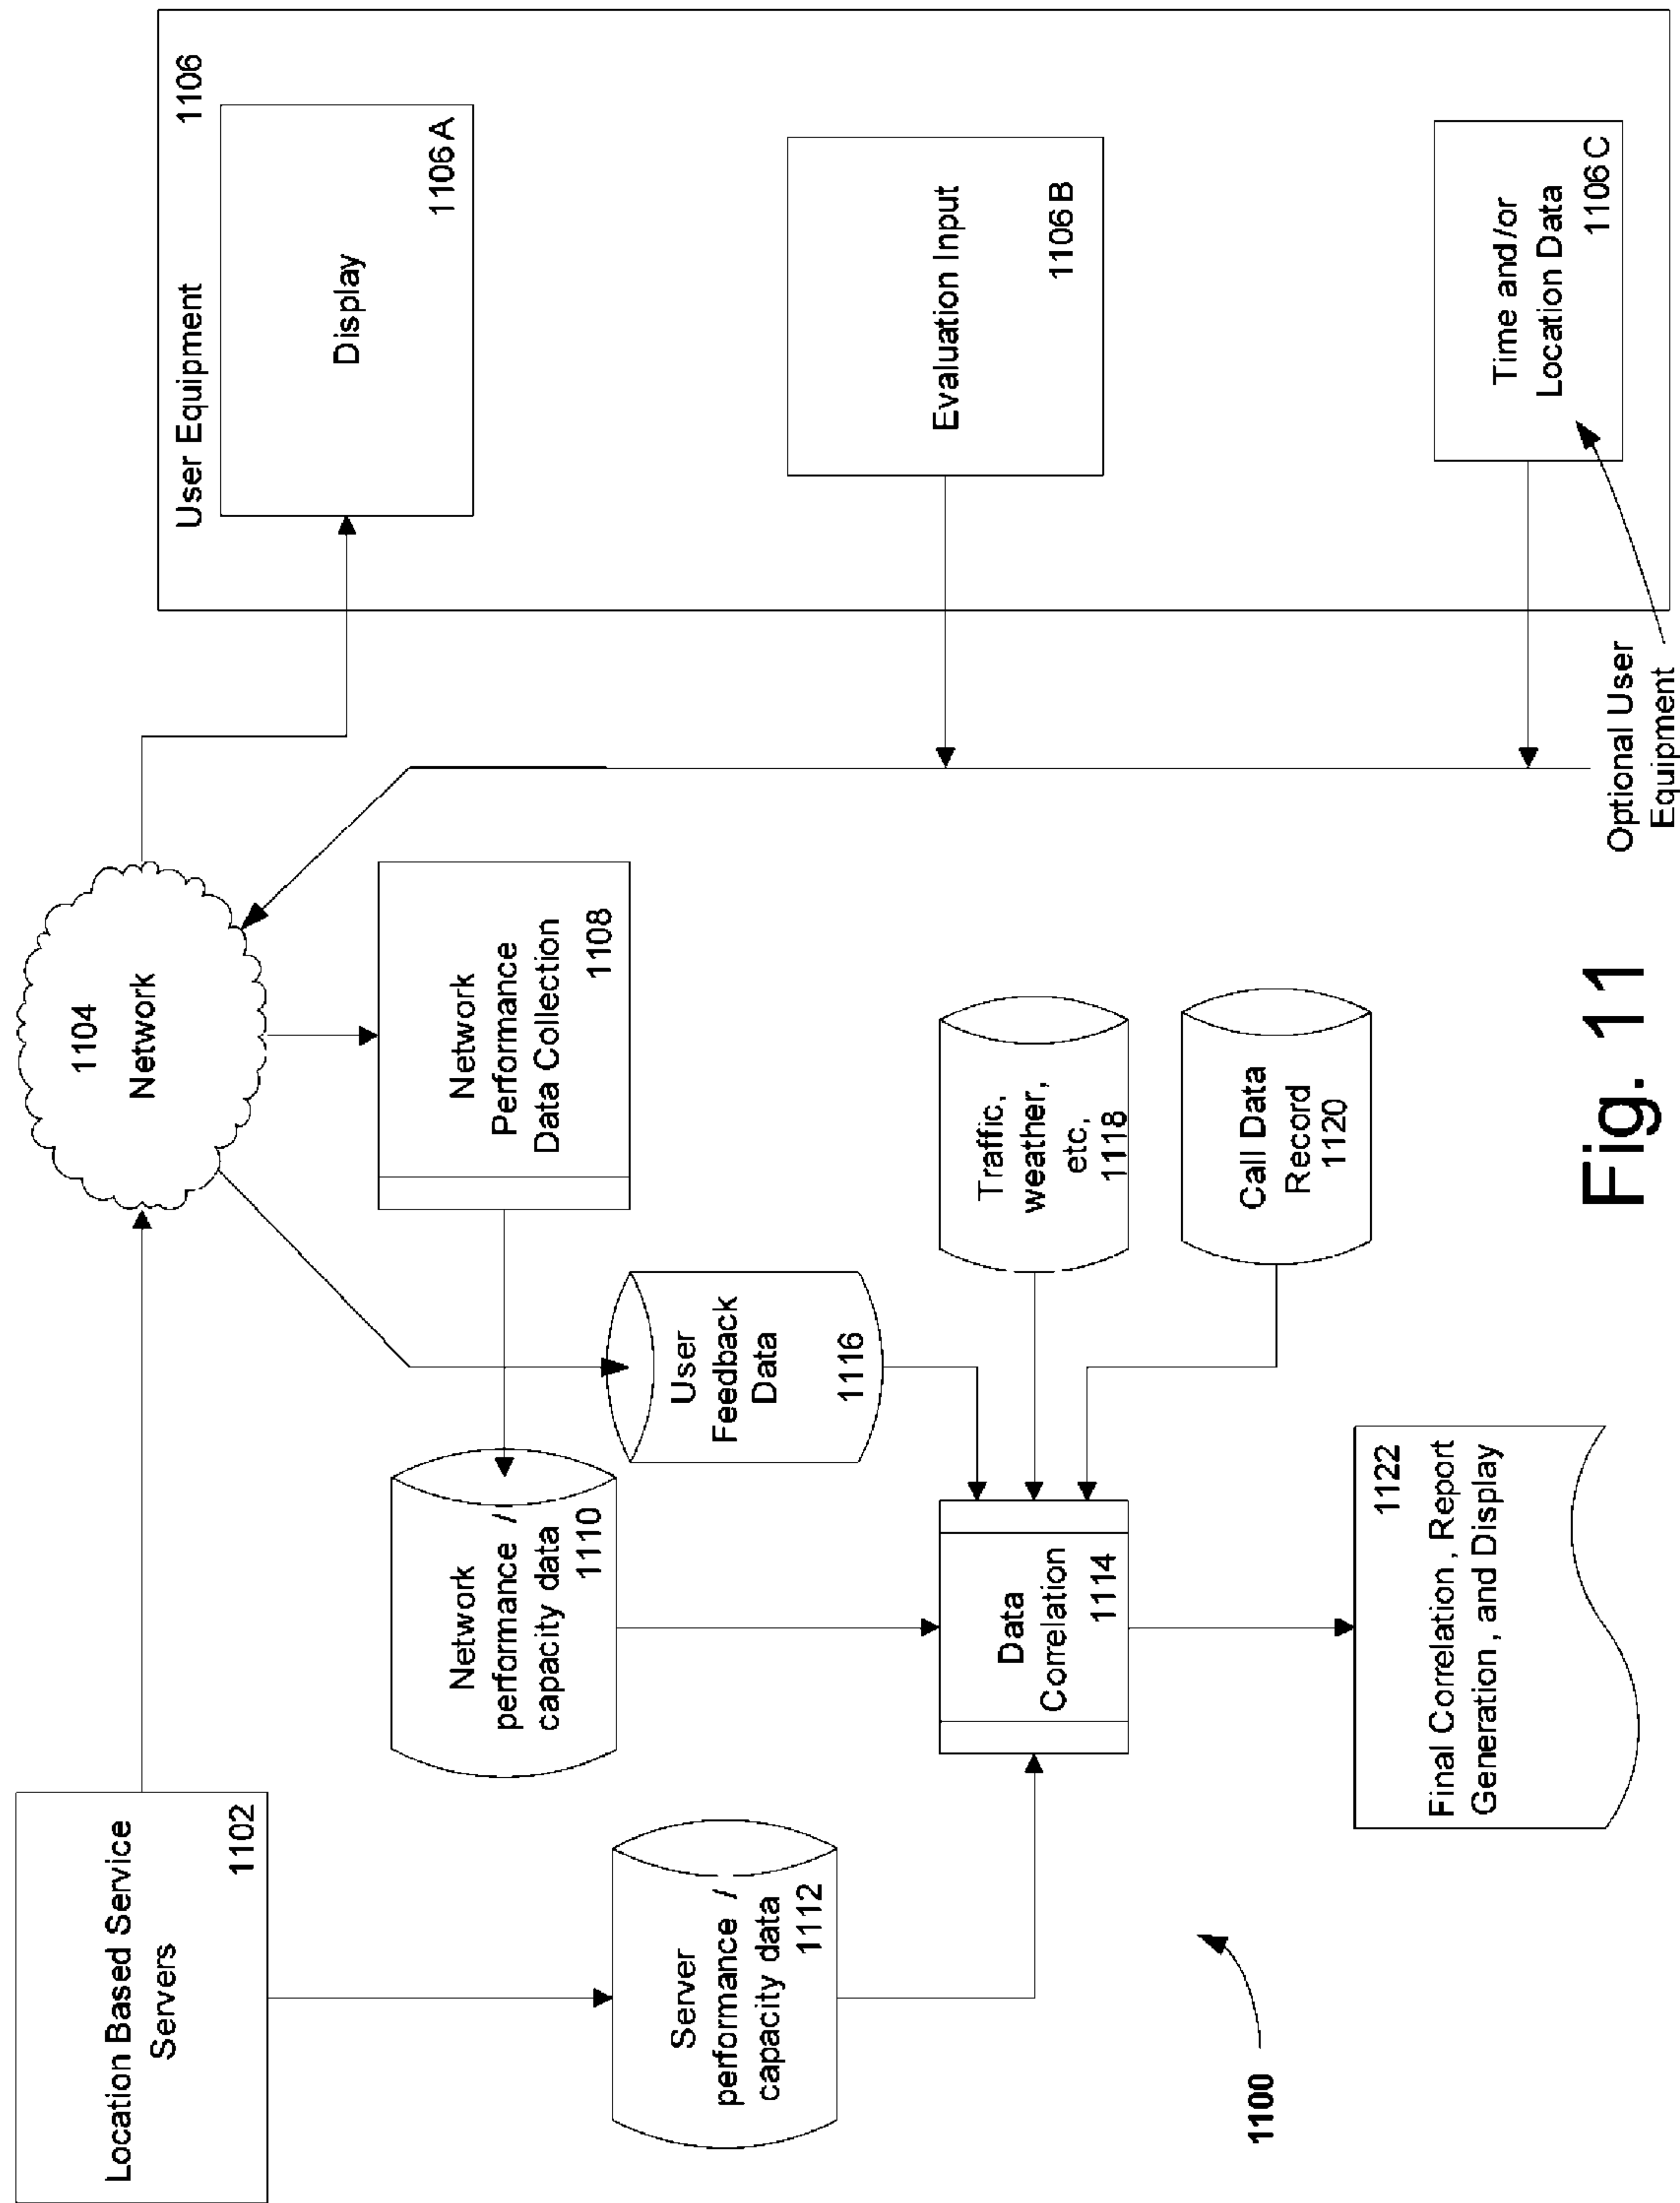 Location Based Service
Servers
1102
1104
Network
User Equipment
1106
Display
1106A
Network
Performance
Data Collection
1108
Evaluation Input
1106B
Time and/or
Location Data
1106C
Optional User
Equipment
Network
performance /
capacity data
1110
Server
performance /
capacity data
1112
User
Feedback
Data
1116
Traffic,
weather,
etc,
1118
Call Data
Record
1120
Data
Correlation
1114
1122
Final Correlation, Report
Generation, and Display
1100
Fig. 11